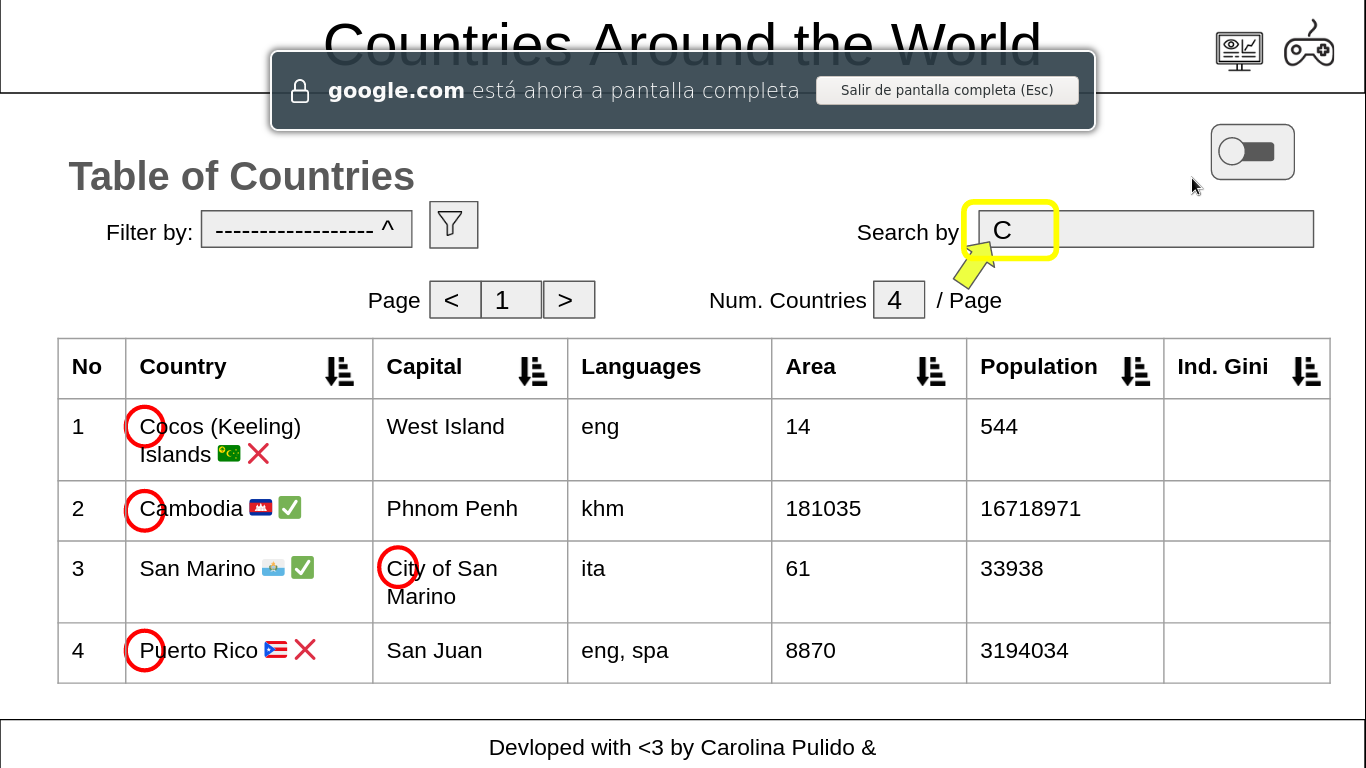 Countries Around the World
google.com está ahora a pantalla completa Salir de pantalla completa (Esc)
Table of Countries
Filter by: ------------------ ^ Search by C
Page < 1 > Num. Countries 4 / Page
No Country Capital Languages Area Population Ind. Gini
1 Cocos (Keeling) West Island eng 14 544
Islands
2 Cambodia Phnom Penh khm 181035 16718971
3 San Marino City of San ita 61 33938
Marino
4 Puerto Rico San Juan eng, spa 8870 3194034
Devloped with <3 by Carolina Pulido &